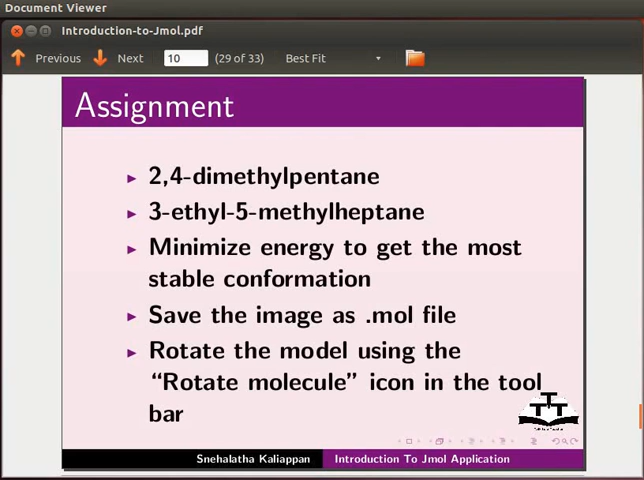 Document Viewer
Introduction-to-Jmol.pdf
Previous Next 10 (29 of 33) Best Fit
Assignment
2,4-dimethylpentane
3-ethyl-5-methylheptane
Minimize energy to get the most
stable conformation
Save the image as .mol file
Rotate the model using the
“Rotate molecule” icon in the tool
bar
Snehalatha Kaliappan Introduction To Jmol Application